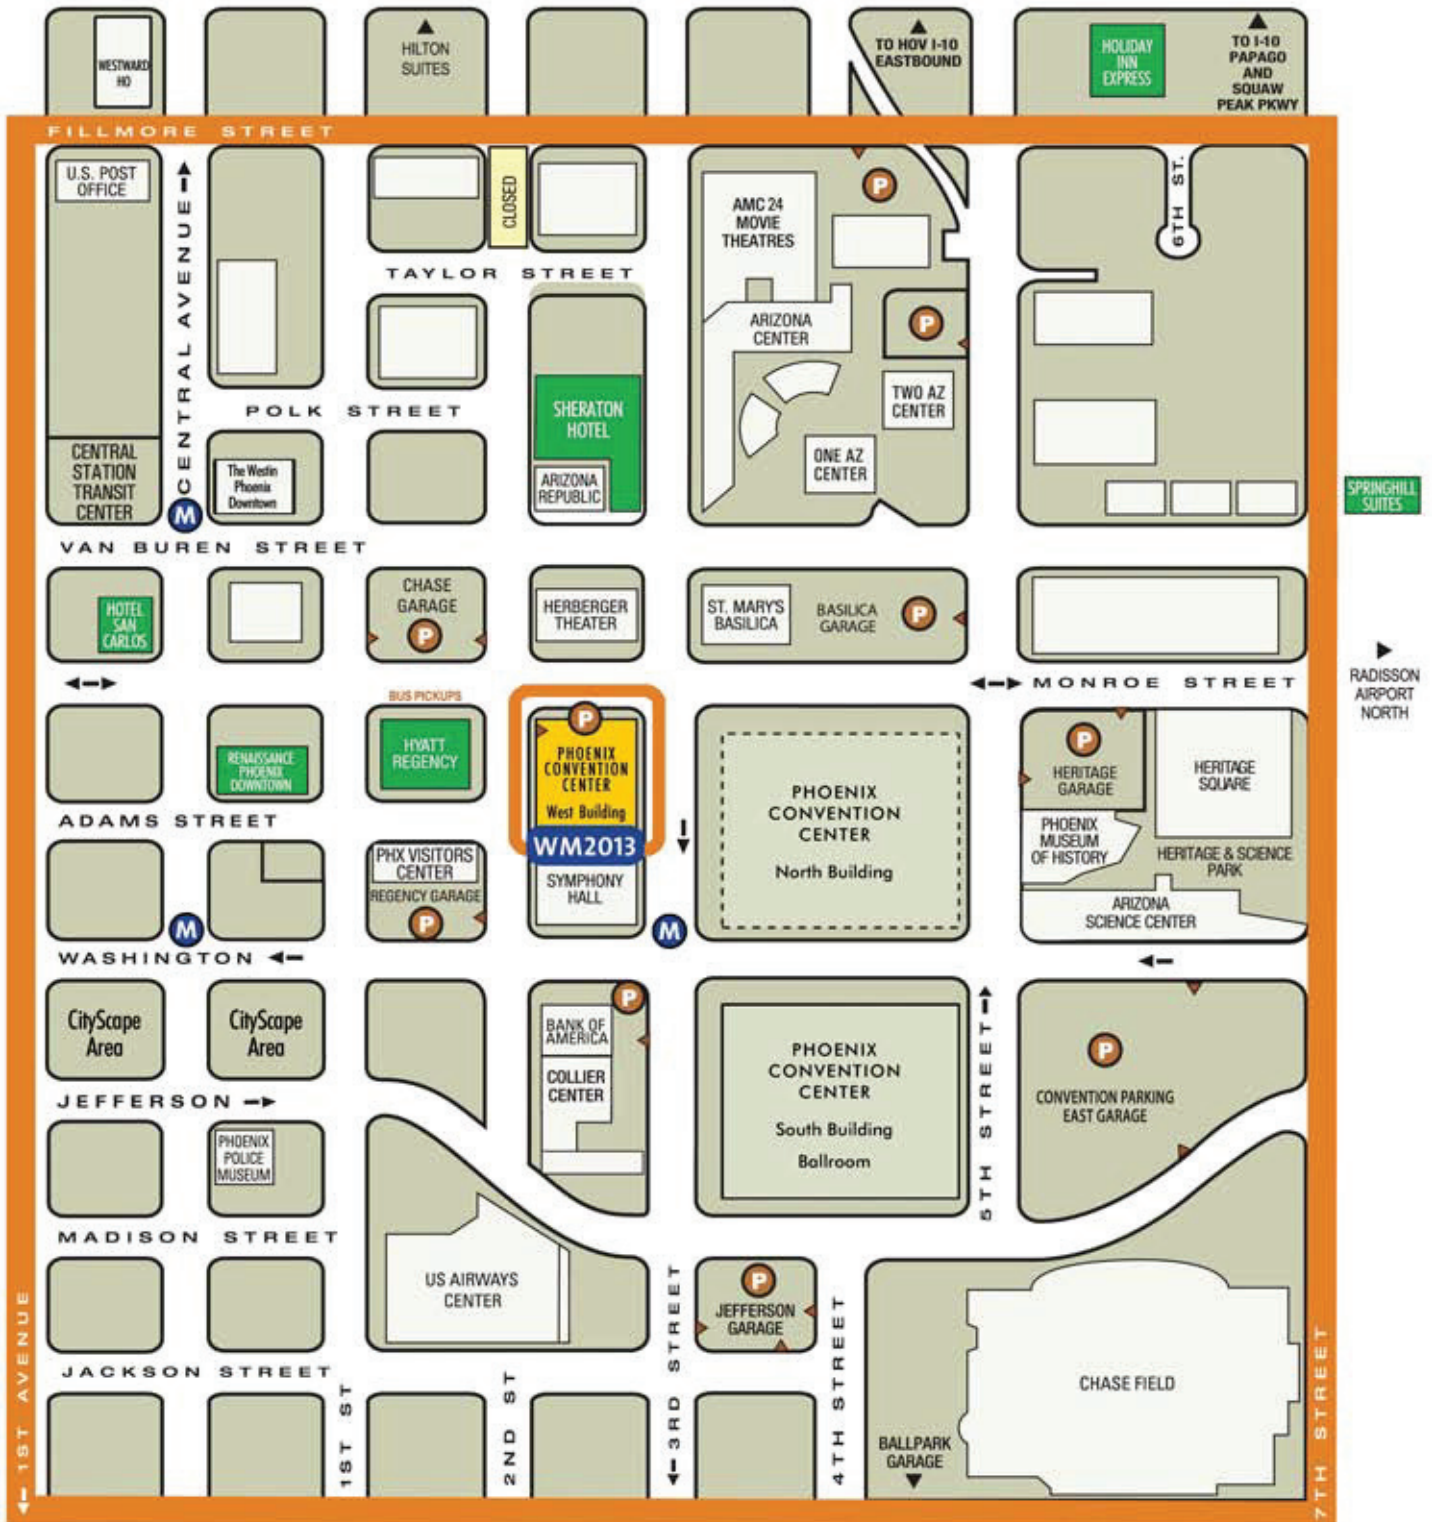 WESTWARD
HO
HILTON
SUITES
TO HOV I-10
EASTBOUND
HOLIDAY
INN
EXPRESS
TO I-10
PAPAGO
AND
SQUAW
PEAK PKWY
FILLMORE STREET
U.S. POST
OFFICE
CENTRAL AVENUE
CLOSED
AMC 24
MOVIE
THEATRES
P
6TH ST.
TAYLOR STREET
ARIZONA
CENTER
P
POLK STREET
SHERATON
HOTEL
TWO AZ
CENTER
CENTRAL
STATION
TRANSIT
CENTER
M
The Westin
Phoenix
Downtown
ARIZONA
REPUBLIC
ONE AZ
CENTER
SPRINGHILL
SUITES
VAN BUREN STREET
HOTEL
SAN
CARLOS
CHASE
GARAGE
P
HERBERGER
THEATER
ST. MARY'S
BASILICA
BASILICA
GARAGE
P
MONROE STREET
RADISSON
AIRPORT
NORTH
BUS PICKUPS
RENAISSANCE
PHOENIX
DOWNTOWN
HYATT
REGENCY
P
PHOENIX
CONVENTION
CENTER
West Building
WM2013
PHOENIX
CONVENTION
CENTER
North Building
P
HERITAGE
GARAGE
HERITAGE
SQUARE
ADAMS STREET
PHX VISITORS
CENTER
REGENCY GARAGE
P
SYMPHONY
HALL
PHOENIX
MUSEUM
OF HISTORY
HERITAGE & SCIENCE
PARK
ARIZONA
SCIENCE CENTER
M
M
WASHINGTON
CityScape
Area
CityScape
Area
P
BANK OF
AMERICA
COLLIER
CENTER
PHOENIX
CONVENTION
CENTER
South Building
Ballroom
5TH STREET
P
CONVENTION PARKING
EAST GARAGE
JEFFERSON
PHOENIX
POLICE
MUSEUM
MADISON STREET
US AIRWAYS
CENTER
P
JEFFERSON
GARAGE
1ST AVENUE
JACKSON STREET
1ST ST
2ND ST
3RD STREET
4TH STREET
CHASE FIELD
BALLPARK
GARAGE
7TH STREET